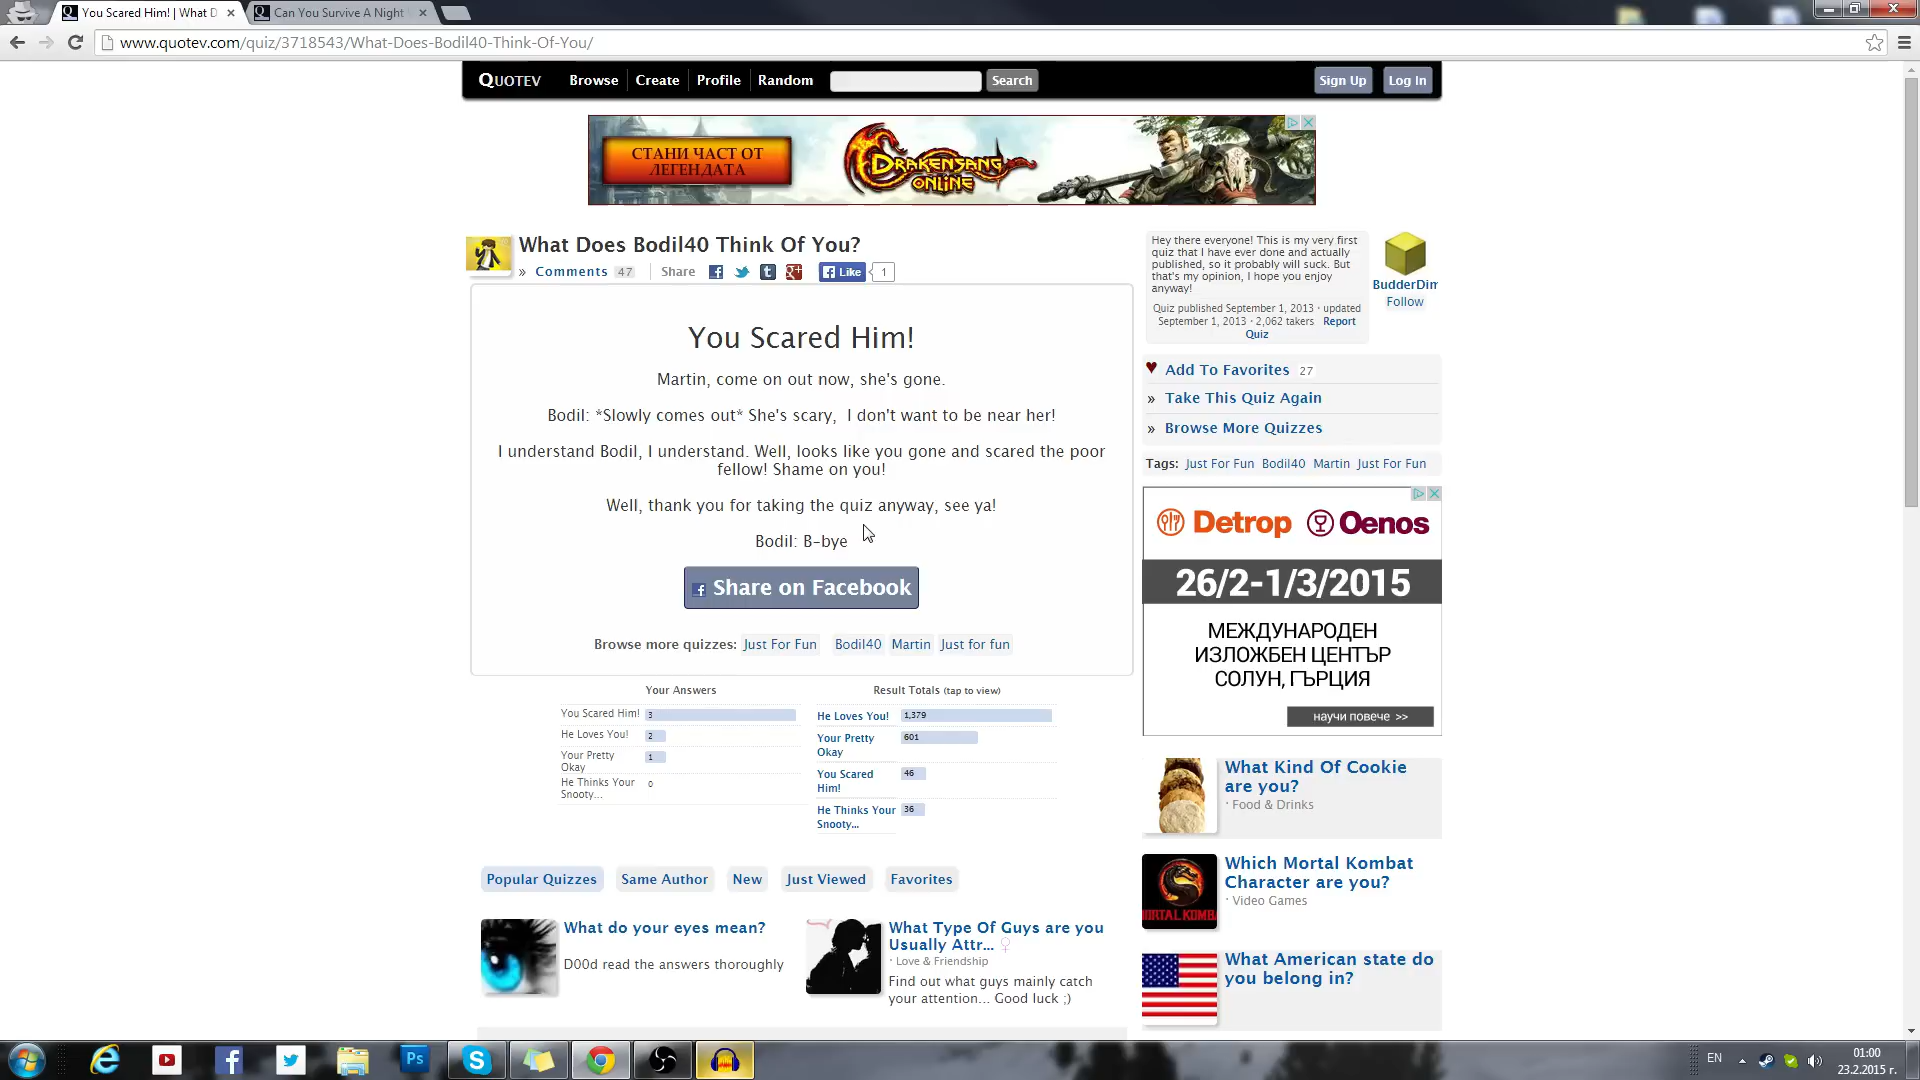 You Scared Him! | What D
Can You Survive A Night
www.quotev.com/quiz/3718543/What-Does-Bodil40-Think-Of-You/
QUOTEV
Browse
Create
Profile
Random
Search
Sign Up
Log In
СТАНИ ЧАСТ ОТ
ЛЕГЕНДАТА
DRAKENSANG
ONLINE
What Does Bodil40 Think Of You?
» Comments 47
Share
Like
1
You Scared Him!
Martin, come on out now, she's gone.
Bodil: *Slowly comes out* She's scary,  I don't want to be near her!
I understand Bodil, I understand. Well, looks like you gone and scared the poor
fellow! Shame on you!
Well, thank you for taking the quiz anyway, see ya!
Bodil: B-bye
Share on Facebook
Browse more quizzes: Just For Fun Bodil40 Martin Just for fun
Your Answers
You Scared Him! 3
He Loves You! 2
Your Pretty
Okay
1
He Thinks Your
Snooty...
0
Result Totals (tap to view)
He Loves You! 1,379
Your Pretty
Okay
601
You Scared
Him!
46
He Thinks Your
Snooty...
36
Popular Quizzes
Same Author
New
Just Viewed
Favorites
What do your eyes mean?
D00d read the answers thoroughly
What Type Of Guys are you
Usually Attr... ♀
· Love & Friendship
Find out what guys mainly catch
your attention... Good luck ;)
Hey there everyone! This is my very first
quiz that I have ever done and actually
published, so it probably will suck. But
that's my opinion, I hope you enjoy
anyway!
Quiz published September 1, 2013 · updated
September 1, 2013 · 2,062 takers Report
Quiz
BudderDim
Follow
Add To Favorites 27
» Take This Quiz Again
» Browse More Quizzes
Tags: Just For Fun Bodil40 Martin Just For Fun
Detrop Oenos
26/2-1/3/2015
МЕЖДУНАРОДЕН
ИЗЛОЖБЕН ЦЕНТЪР
СОЛУН, ГЪРЦИЯ
научи повече >>
What Kind Of Cookie
are you?
· Food & Drinks
Which Mortal Kombat
Character are you?
· Video Games
MORTAL KOMBA
What American state do
you belong in?
Ps
EN
01:00
23.2.2015 г.